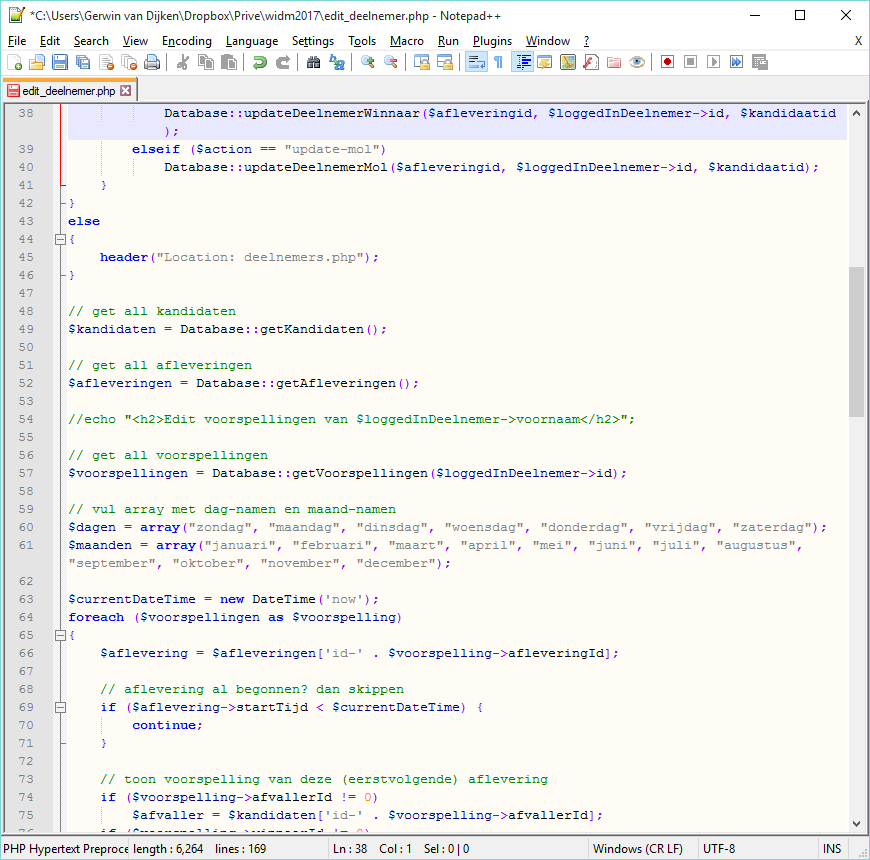 *C:\Users\Gerwin van Dijken\Dropbox\Prive\widm2017\edit_deelnemer.php - Notepad++
File Edit Search View Encoding Language Settings Tools Macro Run Plugins Window ? X
edit_deelnemer.php
38 Database::updateDeelnemerWinnaar($afleveringid, $loggedInDeelnemer->id, $kandidaatid
);
39 elseif ($action == "update-mol")
40 Database::updateDeelnemerMol($afleveringid, $loggedInDeelnemer->id, $kandidaatid);
41 }
42 }
43 else
44 {
45 header("Location: deelnemers.php");
46 }
47
48 // get all kandidaten
49 $kandidaten = Database::getKandidaten();
50
51 // get all afleveringen
52 $afleveringen = Database::getAfleveringen();
53
54 //echo "<h2>Edit voorspellingen van $loggedInDeelnemer->voornaam</h2>";
55
56 // get all voorspellingen
57 $voorspellingen = Database::getVoorspellingen($loggedInDeelnemer->id);
58
59 // vul array met dag-namen en maand-namen
60 $dagen = array("zondag", "maandag", "dinsdag", "woensdag", "donderdag", "vrijdag", "zaterdag");
61 $maanden = array("januari", "februari", "maart", "april", "mei", "juni", "juli", "augustus",
"september", "oktober", "november", "december");
62
63 $currentDateTime = new DateTime('now');
64 foreach ($voorspellingen as $voorspelling)
65 {
66 $aflevering = $afleveringen['id-' . $voorspelling->afleveringId];
67
68 // aflevering al begonnen? dan skippen
69 if ($aflevering->startTijd < $currentDateTime) {
70 continue;
71 }
72
73 // toon voorspelling van deze (eerstvolgende) aflevering
74 if ($voorspelling->afvallerId != 0)
75 $afvaller = $kandidaten['id-' . $voorspelling->afvallerId];
76 if ($voorspelling->winnaarId != 0)
PHP Hypertext Preproce length : 6,264 lines : 169 Ln : 38 Col : 1 Sel : 0 | 0 Windows (CR LF) UTF-8 INS